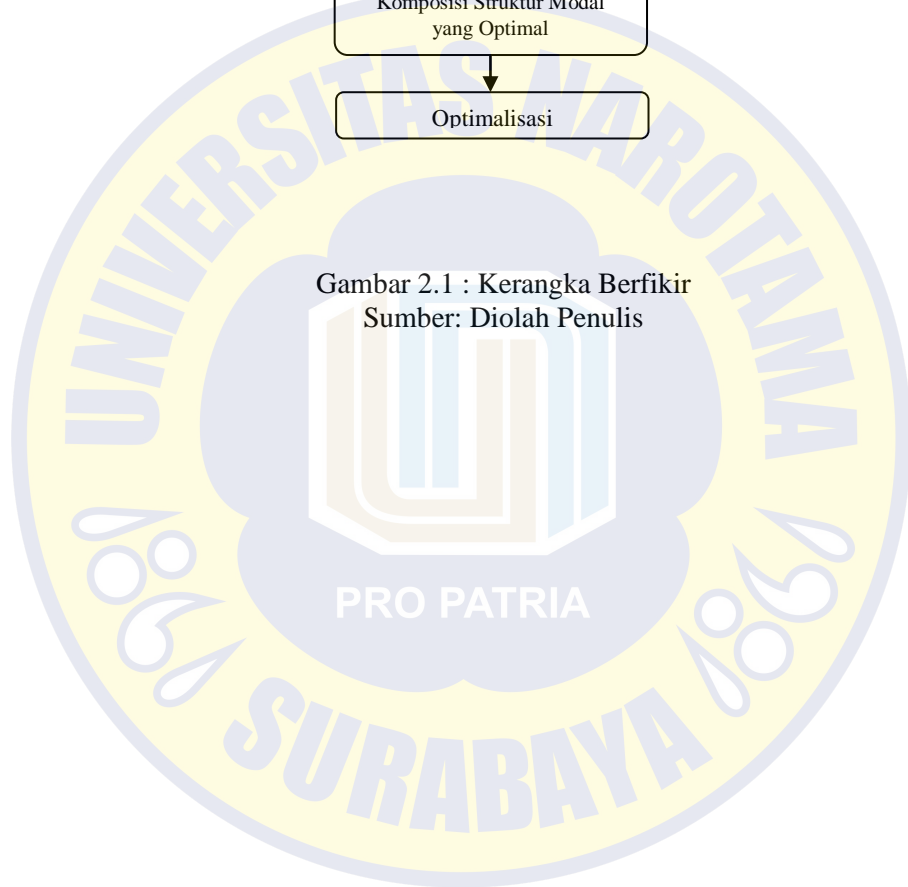 Komposisi Struktur Modal
yang Optimal
Optimalisasi
Gambar 2.1 : Kerangka Berfikir
Sumber: Diolah Penulis
UNIVERSITAS NAROTAMA
PRO PATRIA
SURABAYA